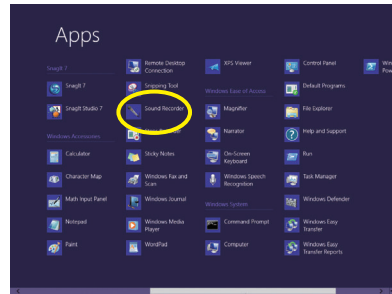 Apps
SnagIt 7
SnagIt 7
SnagIt Studio 7
Windows Accessories
Calculator
Character Map
Math Input Panel
Notepad
Paint
Remote Desktop
Connection
Snipping Tool
Sound Recorder
Sticky Notes
Windows Fax and
Scan
Windows Journal
Windows Media
Player
WordPad
XPS Viewer
Windows Ease of Access
Magnifier
Narrator
On-Screen
Keyboard
Windows Speech
Recognition
Windows System
Command Prompt
Computer
Control Panel
Default Programs
File Explorer
Help and Support
Run
Task Manager
Windows Defender
Windows Easy
Transfer
Windows Easy
Transfer Reports